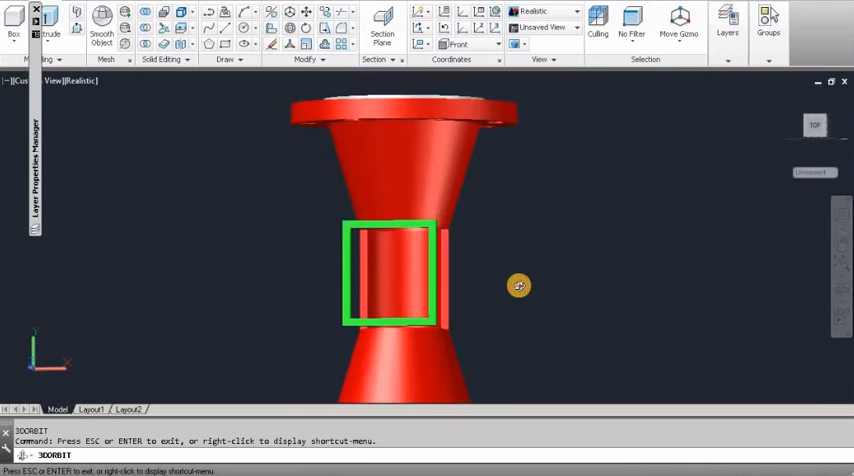 Box
Extrude
Smooth
Object
Section
Plane
Realistic
Unsaved View
Front
Culling
No Filter
Move Gizmo
Layers
Groups
Mesh
Solid Editing
Draw
Modify
Section
Coordinates
View
Selection
View][Realistic]
TOP
Unnamed
Layer Properties Manager
Y
X
Model
Layout1
Layout2
3DORBIT
Command: Press ESC or ENTER to exit, or right-click to display shortcut-menu.
3DORBIT
Press ESC or ENTER to exit, or right-click to display shortcut-menu.